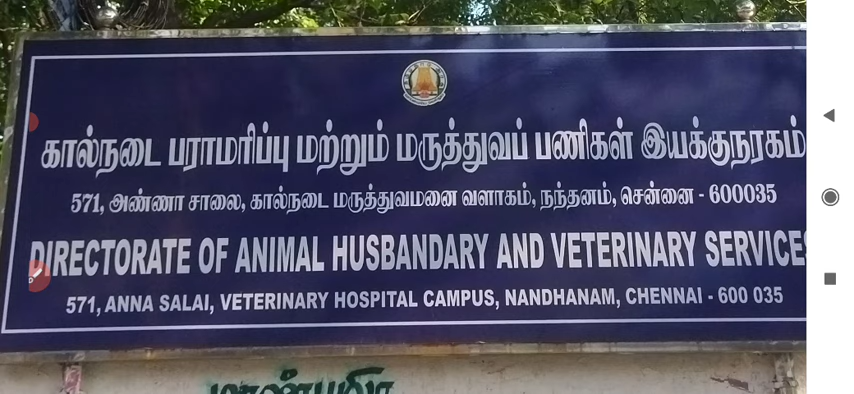 கால்நடை பராமரிப்பு மற்றும் மருத்துவப் பணிகள் இயக்குநரகம்
571, அண்ணா சாலை, கால்நடை மருத்துவமனை வளாகம், நந்தனம், சென்னை - 600035
DIRECTORATE OF ANIMAL HUSBANDARY AND VETERINARY SERVICES
571, ANNA SALAI, VETERINARY HOSPITAL CAMPUS, NANDHANAM, CHENNAI - 600 035